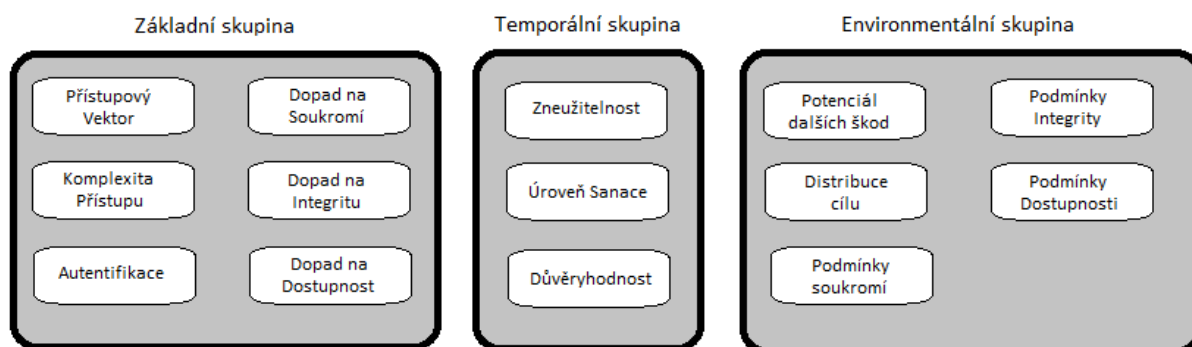 Základní skupina
Přístupový
Vektor
Dopad na
Soukromí
Komplexita
Přístupu
Dopad na
Integritu
Autentifikace
Dopad na
Dostupnost
Temporální skupina
Zneužitelnost
Úroveň Sanace
Důvěryhodnost
Environmentální skupina
Potenciál
dalších škod
Podmínky
Integrity
Distribuce
cílu
Podmínky
Dostupnosti
Podmínky
soukromí